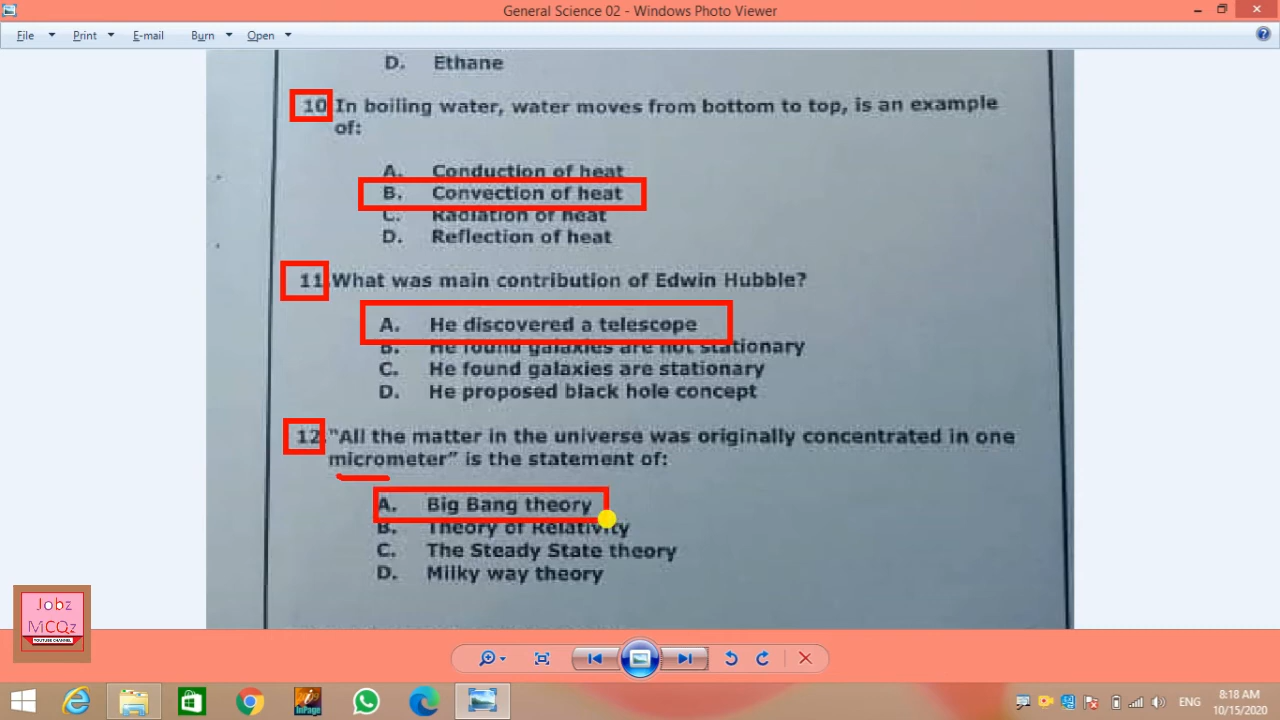 General Science 02 - Windows Photo Viewer
File Print E-mail Burn Open
D. Ethane
10 In boiling water, water moves from bottom to top, is an example
of:
A. Conduction of heat
B. Convection of heat
C. Radiation of heat
D. Reflection of heat
11. What was main contribution of Edwin Hubble?
A. He discovered a telescope
B. He found galaxies are not stationary
C. He found galaxies are stationary
D. He proposed black hole concept
12. "All the matter in the universe was originally concentrated in one
micrometer" is the statement of:
A. Big Bang theory
B. Theory of Relativity
C. The Steady State theory
D. Milky way theory
Jobz
MCQz
YOUTUBE CHANNEL
InPage
ENG
8:18 AM
10/15/2020